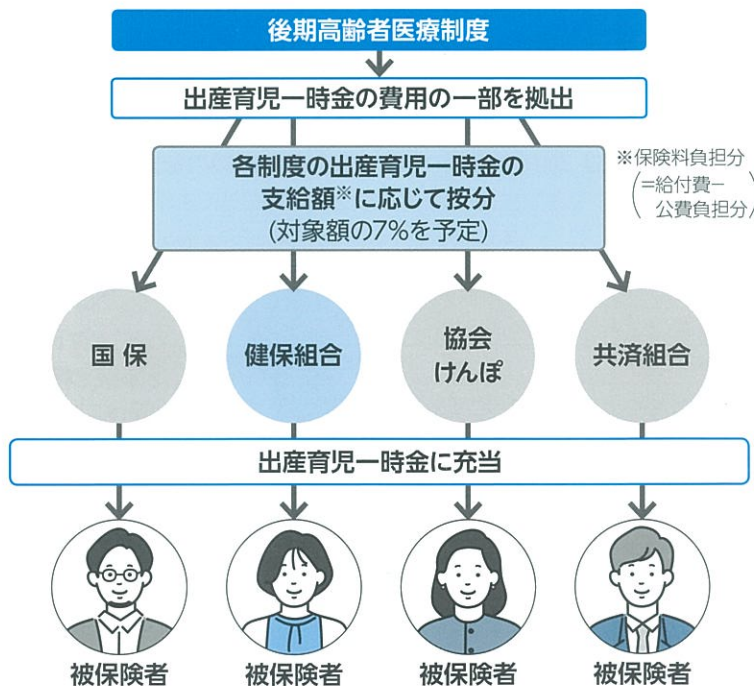 後期高齢者医療制度
出産育児一時金の費用の一部を拠出
各制度の出産育児一時金の
支給額※に応じて按分
(対象額の7%を予定)
※保険料負担分
(=給付費−
公費負担分)
国保
健保組合
協会
けんぽ
共済組合
出産育児一時金に充当
被保険者
被保険者
被保険者
被保険者